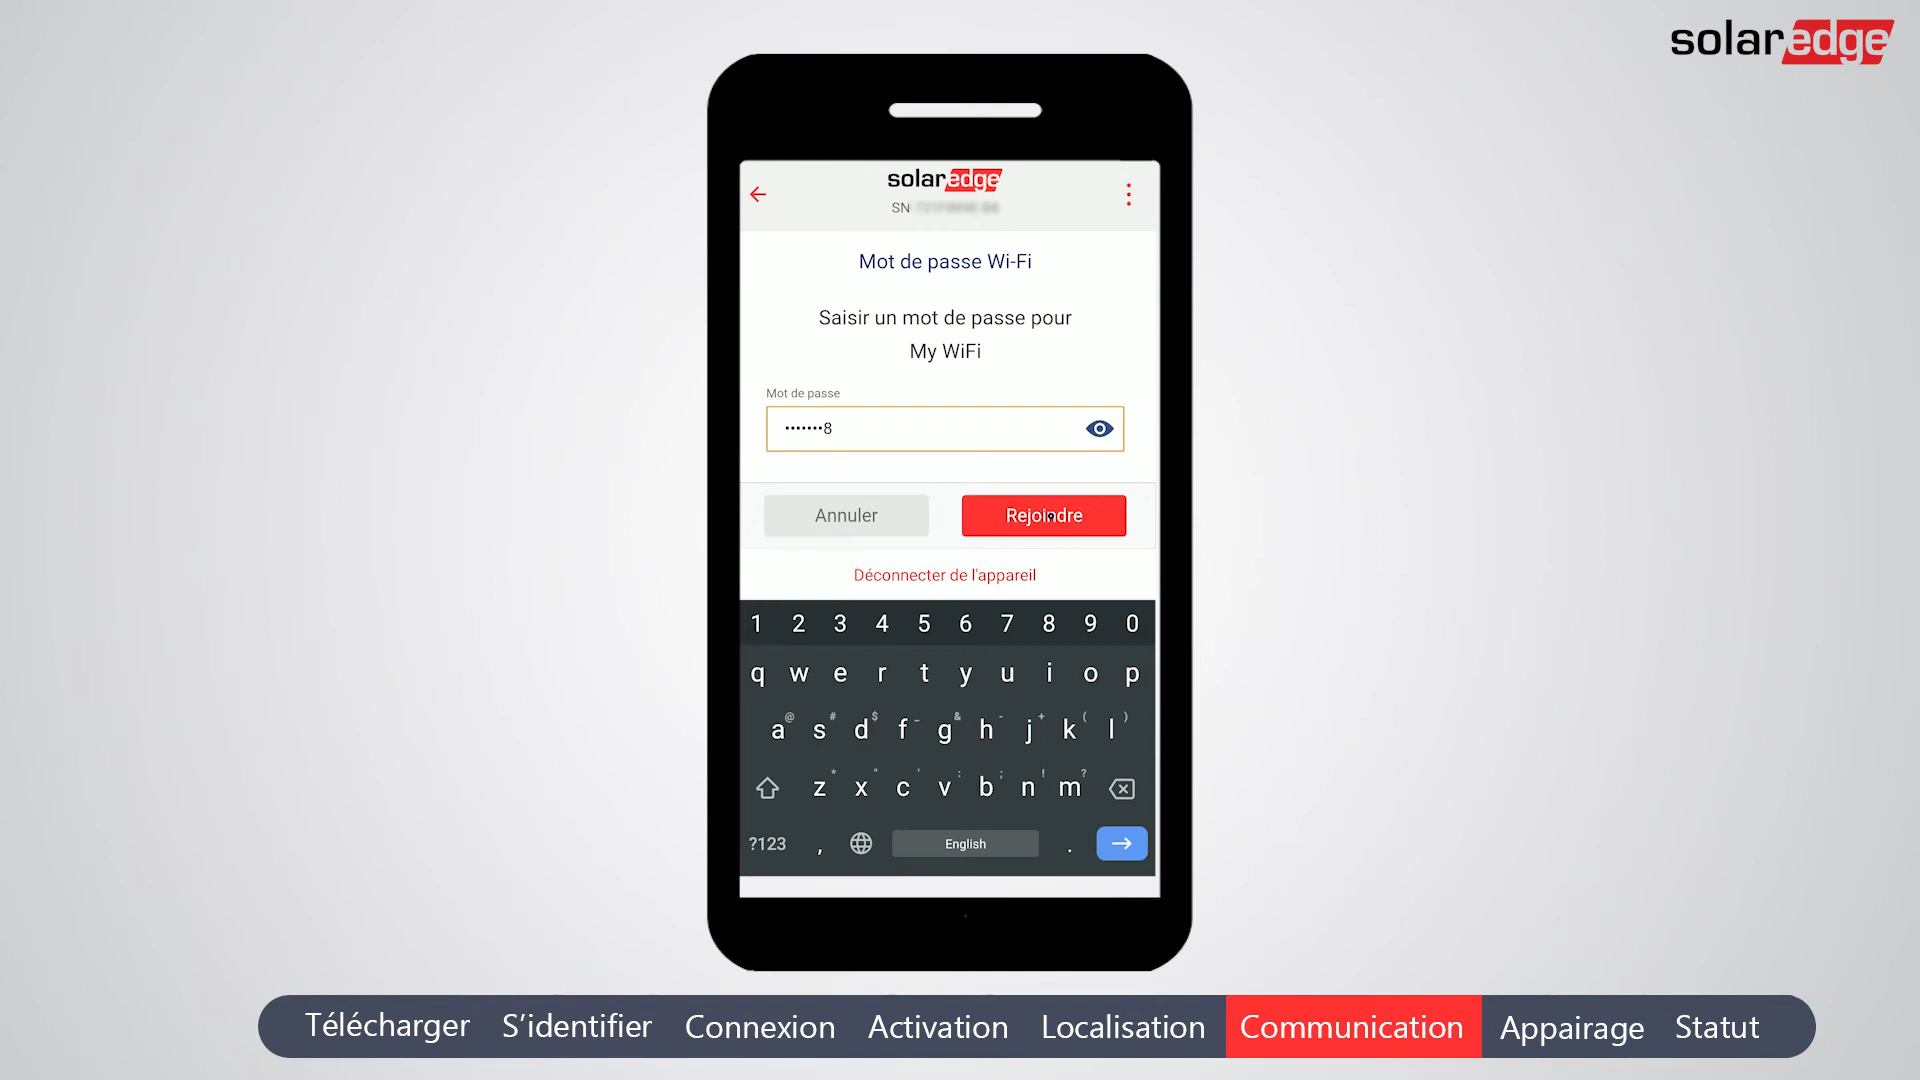 solaredge
solaredge
SN
Mot de passe Wi-Fi
Saisir un mot de passe pour
My WiFi
Mot de passe
•••••••8
Annuler Rejoindre
Déconnecter de l'appareil
1 2 3 4 5 6 7 8 9 0
q w e r t y u i o p
@ # $ _ & - + ( )
a s d f g h j k l
* " ' : ; ! ?
z x c v b n m
?123 , English .
Télécharger S'identifier Connexion Activation Localisation Communication Appairage Statut